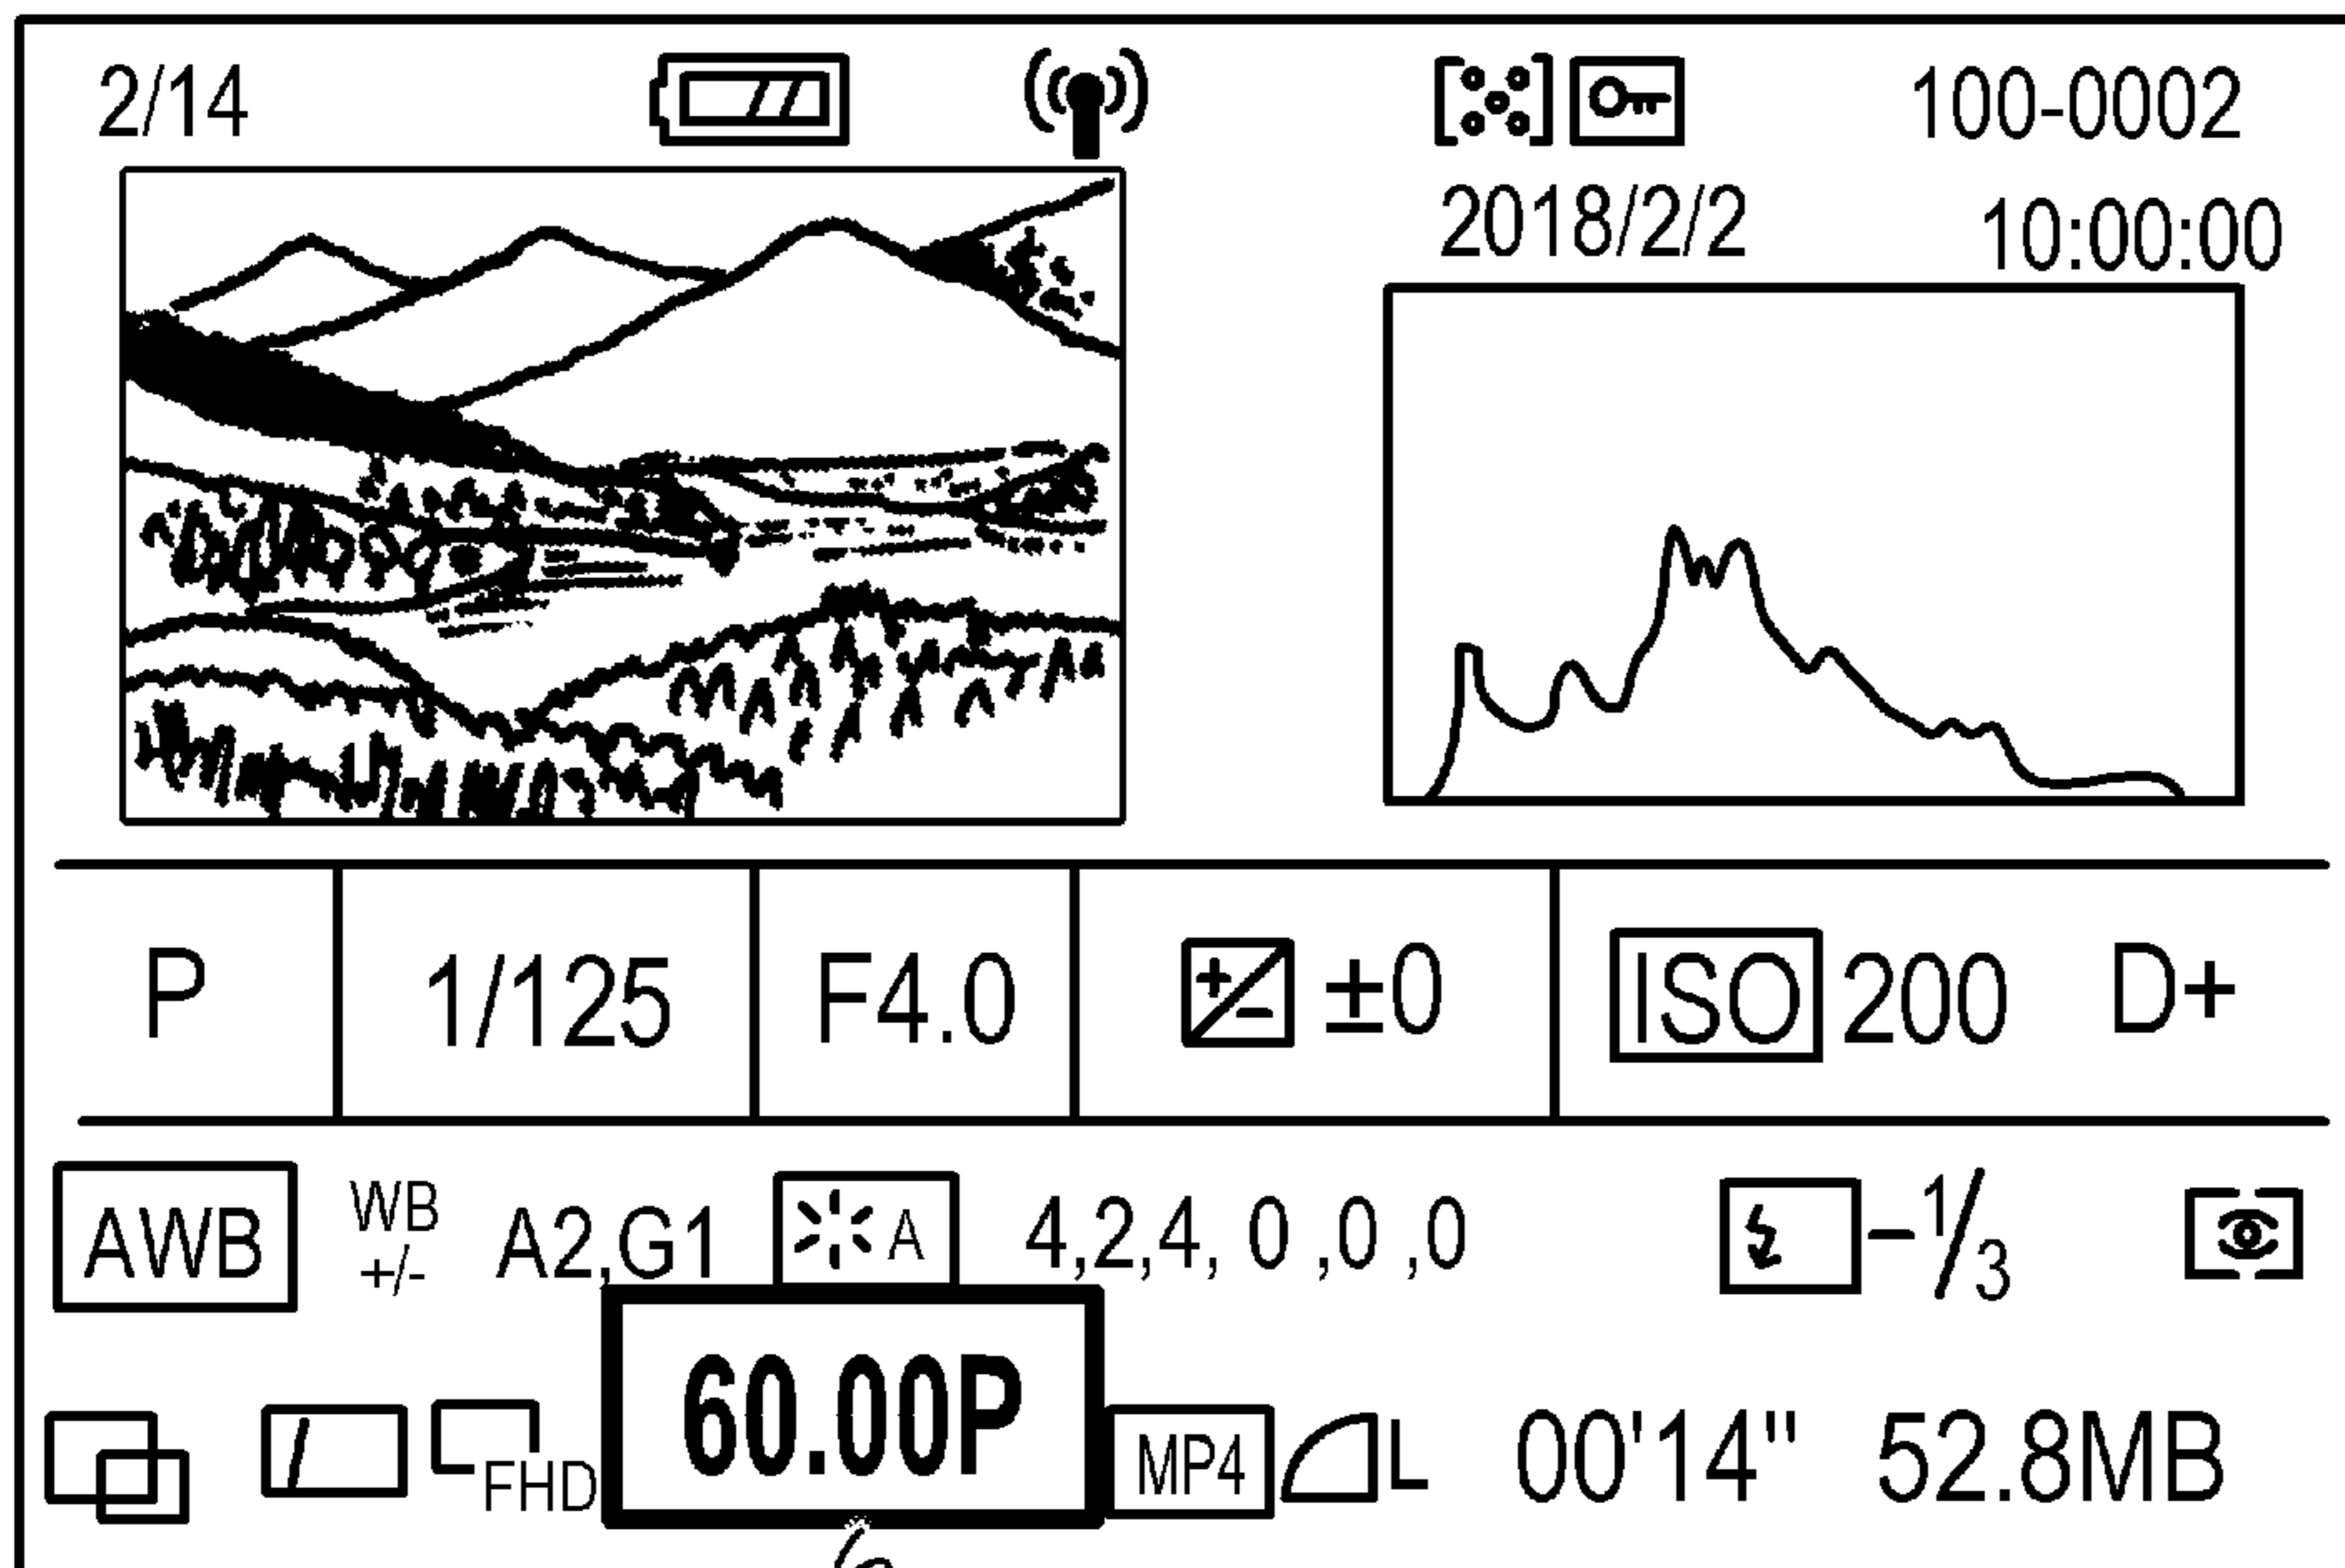 2/14 100-0002
2018/2/2 10:00:00
P 1/125 F4.0 ±0 ISO 200 D+
AWB WB +/- A2,G1 A 4,2,4, 0 ,0 ,0 –1/3
FHD 60.00P MP4 L 00'14" 52.8MB